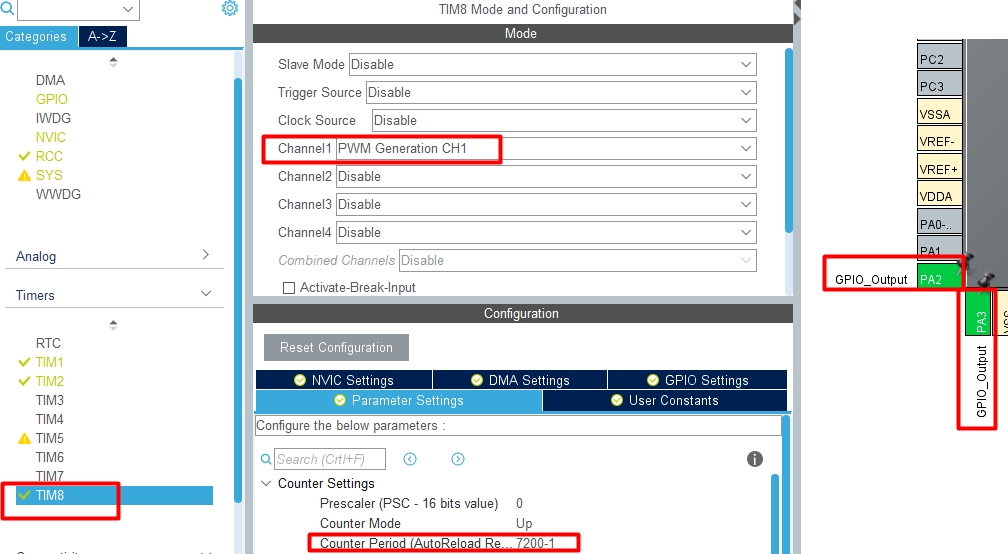 TIM8 Mode and Configuration
Categories
A->Z
DMA
GPIO
IWDG
NVIC
RCC
SYS
WWDG
Analog
Timers
RTC
TIM1
TIM2
TIM3
TIM4
TIM5
TIM6
TIM7
TIM8
Mode
Slave Mode Disable
Trigger Source Disable
Clock Source Disable
Channel1 PWM Generation CH1
Channel2 Disable
Channel3 Disable
Channel4 Disable
Combined Channels Disable
Activate-Break-Input
Configuration
Reset Configuration
NVIC Settings
DMA Settings
GPIO Settings
Parameter Settings
User Constants
Configure the below parameters :
Search (Crtl+F)
Counter Settings
Prescaler (PSC - 16 bits value) 0
Counter Mode Up
Counter Period (AutoReload Re... 7200-1
PC2
PC3
VSSA
VREF-
VREF+
VDDA
PA0-..
PA1
GPIO_Output PA2
PA3
GPIO_Output